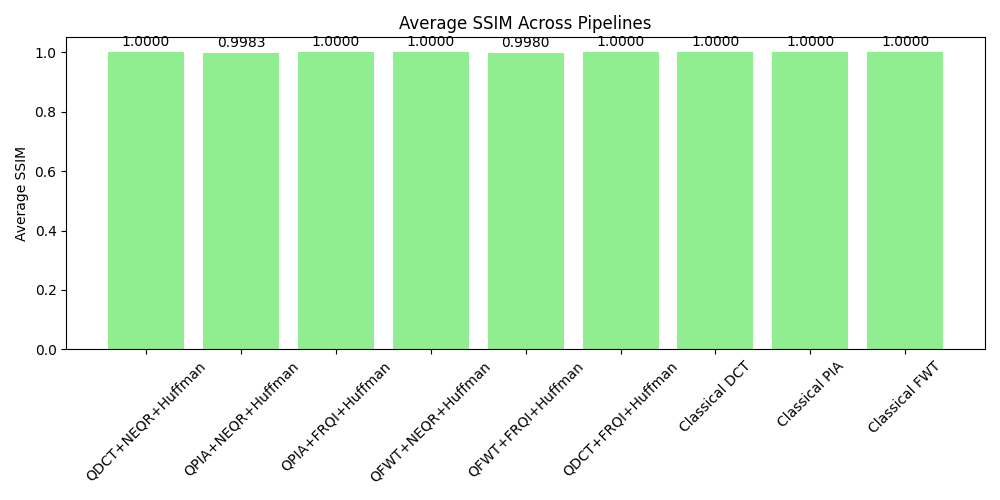 Average SSIM Across Pipelines
1.0000 0.9983 1.0000 1.0000 0.9980 1.0000 1.0000 1.0000 1.0000
Average SSIM
1.0
0.8
0.6
0.4
0.2
0.0
QDCT+NEQR+Huffman
QPIA+NEQR+Huffman
QPIA+FRQI+Huffman
QFWT+NEQR+Huffman
QFWT+FRQI+Huffman
QDCT+FRQI+Huffman
Classical DCT
Classical PIA
Classical FWT